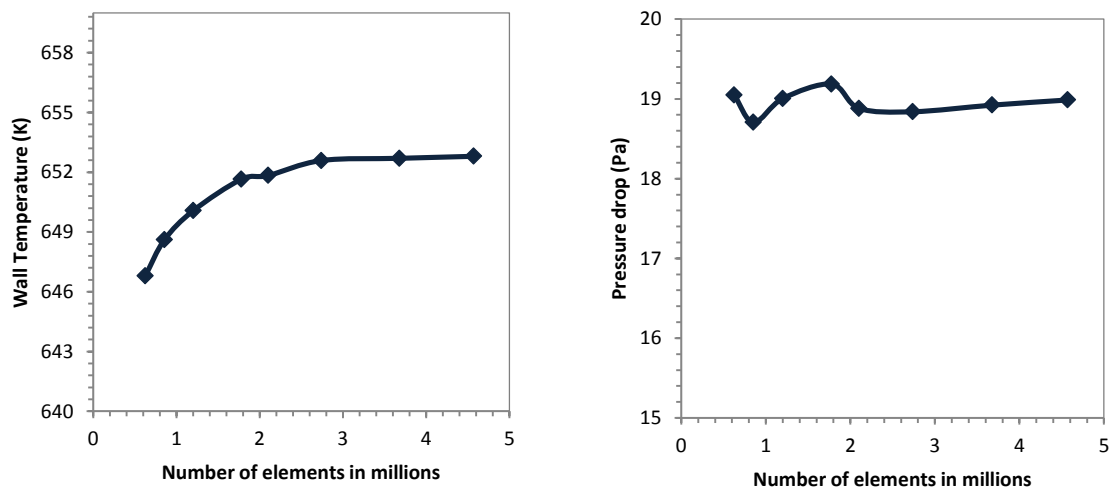 Wall Temperature (K)
658
655
652
649
646
643
640
0 1 2 3 4 5
Number of elements in millions
Pressure drop (Pa)
20
19
18
17
16
15
0 1 2 3 4 5
Number of elements in millions